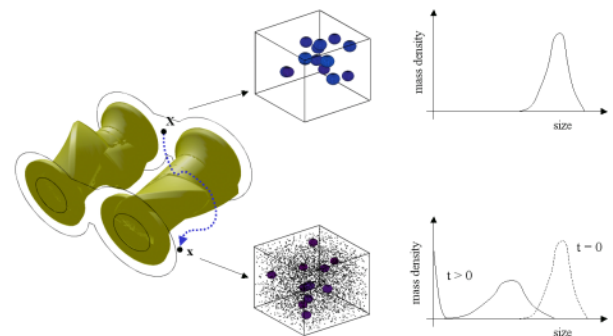 X
x
mass density
size
mass density
t > 0
t = 0
size